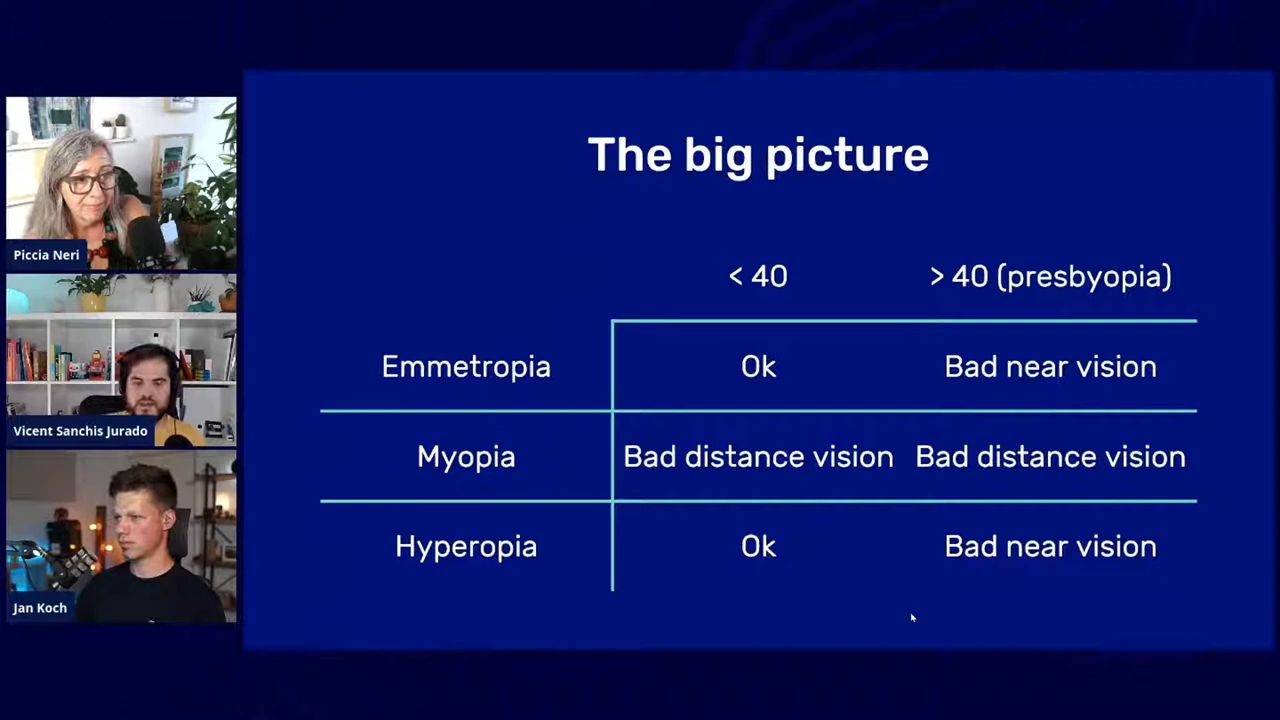 The big picture
< 40 > 40 (presbyopia)
Emmetropia Ok Bad near vision
Myopia Bad distance vision Bad distance vision
Hyperopia Ok Bad near vision
Piccia Neri
Vicent Sanchis Jurado
Jan Koch